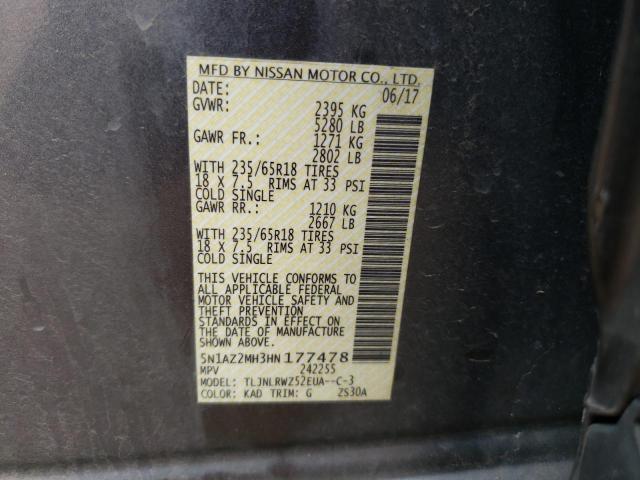 MFD BY NISSAN MOTOR CO., LTD.
DATE: 06/17
GVWR: 2395 KG
5280 LB
GAWR FR.: 1271 KG
2802 LB
WITH 235/65R18 TIRES
18 X 7.5 RIMS AT 33 PSI
COLD SINGLE
GAWR RR.: 1210 KG
2667 LB
WITH 235/65R18 TIRES
18 X 7.5 RIMS AT 33 PSI
COLD SINGLE
THIS VEHICLE CONFORMS TO
ALL APPLICABLE FEDERAL
MOTOR VEHICLE SAFETY AND
THEFT PREVENTION
STANDARDS IN EFFECT ON
THE DATE OF MANUFACTURE
SHOWN ABOVE.
5N1AZ2MH3HN177478
MPV 242255
MODEL: TLJNLRWZ52EUA--C-3
COLOR: KAD TRIM: G ZS30A